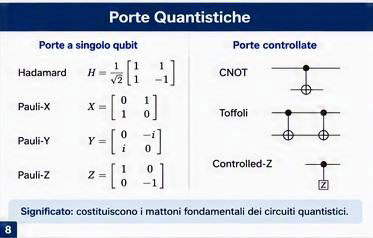 Porte Quantistiche
Porte a singolo qubit
Hadamard H = 1/√2 [1 1; 1 −1]
Pauli-X X = [0 1; 1 0]
Pauli-Y Y = [0 −i; i 0]
Pauli-Z Z = [1 0; 0 −1]
Porte controllate
CNOT
Toffoli
Controlled-Z
Z
Significato: costituiscono i mattoni fondamentali dei circuiti quantistici.
8